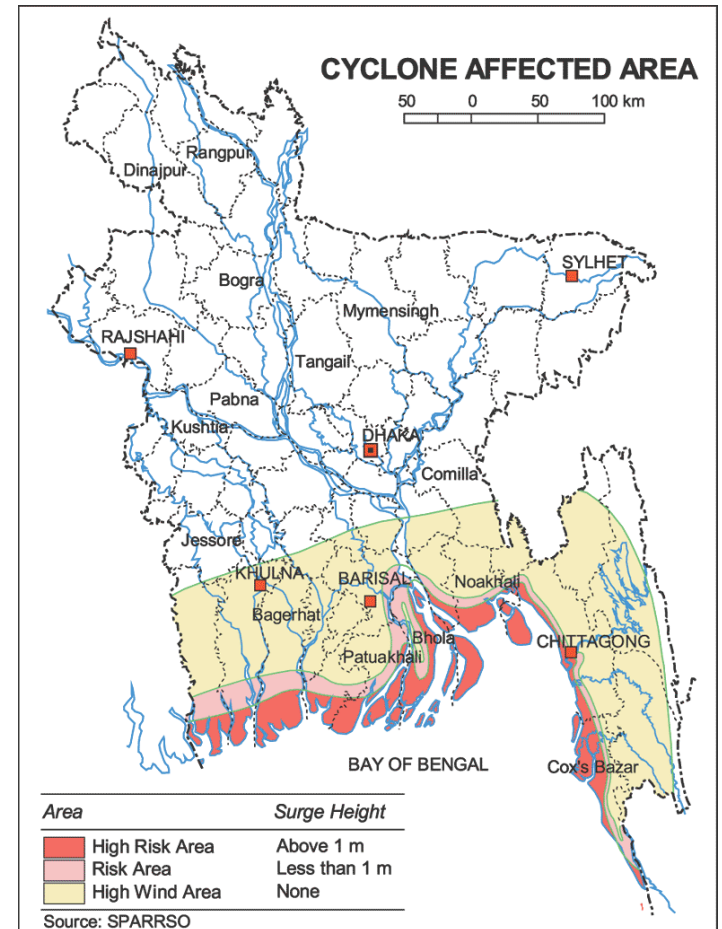 CYCLONE AFFECTED AREA
50 0 50 100 km
Rangpur
Dinajpur
SYLHET
Bogra
Mymensingh
RAJSHAHI
Tangail
Pabna
Kushtia
DHAKA
Comilla
Jessore
KHULNA
BARISAL
Noakhali
Bagerhat
Bhola
CHITTAGONG
Patuakhali
BAY OF BENGAL
Cox's Bazar
Area Surge Height
High Risk Area Above 1 m
Risk Area Less than 1 m
High Wind Area None
1
Source: SPARRSO